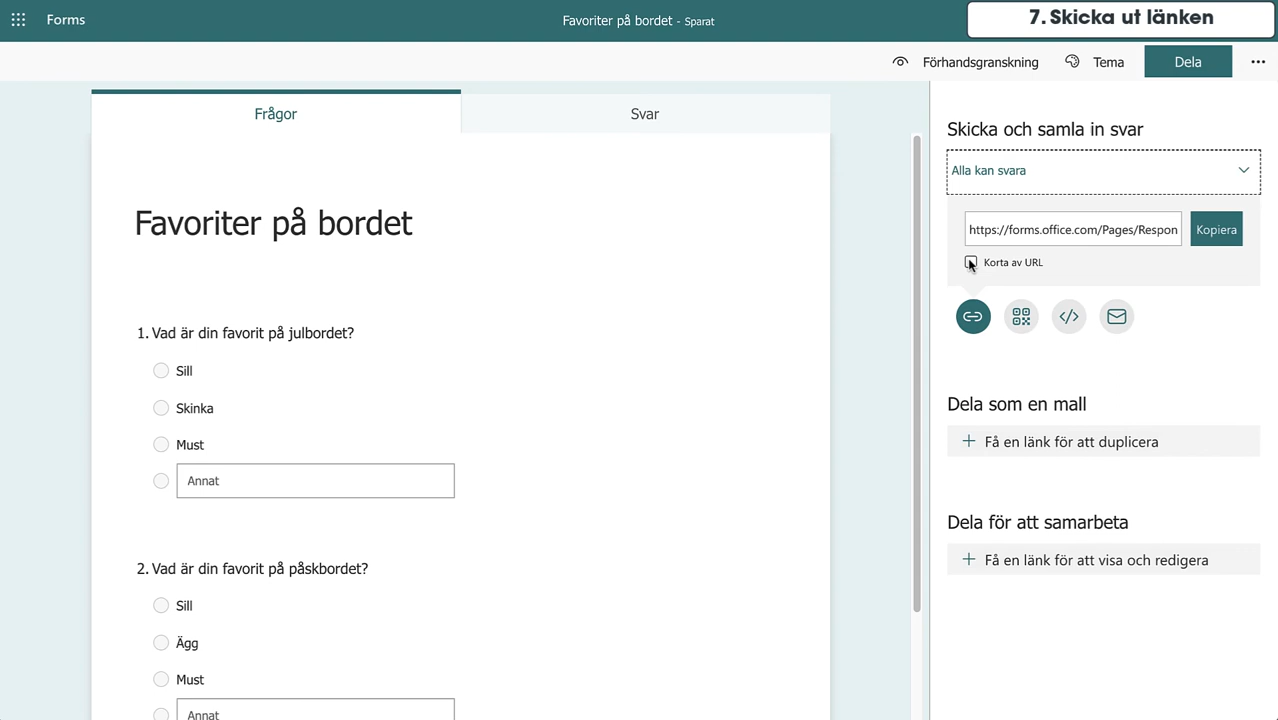 Forms
Favoriter på bordet - Sparat
7. Skicka ut länken
Förhandsgranskning
Tema
Dela
Frågor
Svar
Favoriter på bordet
1. Vad är din favorit på julbordet?
Sill
Skinka
Must
Annat
2. Vad är din favorit på påskbordet?
Sill
Ägg
Must
Annat
Skicka och samla in svar
Alla kan svara
https://forms.office.com/Pages/Respon
Kopiera
Korta av URL
Dela som en mall
Få en länk för att duplicera
Dela för att samarbeta
Få en länk för att visa och redigera